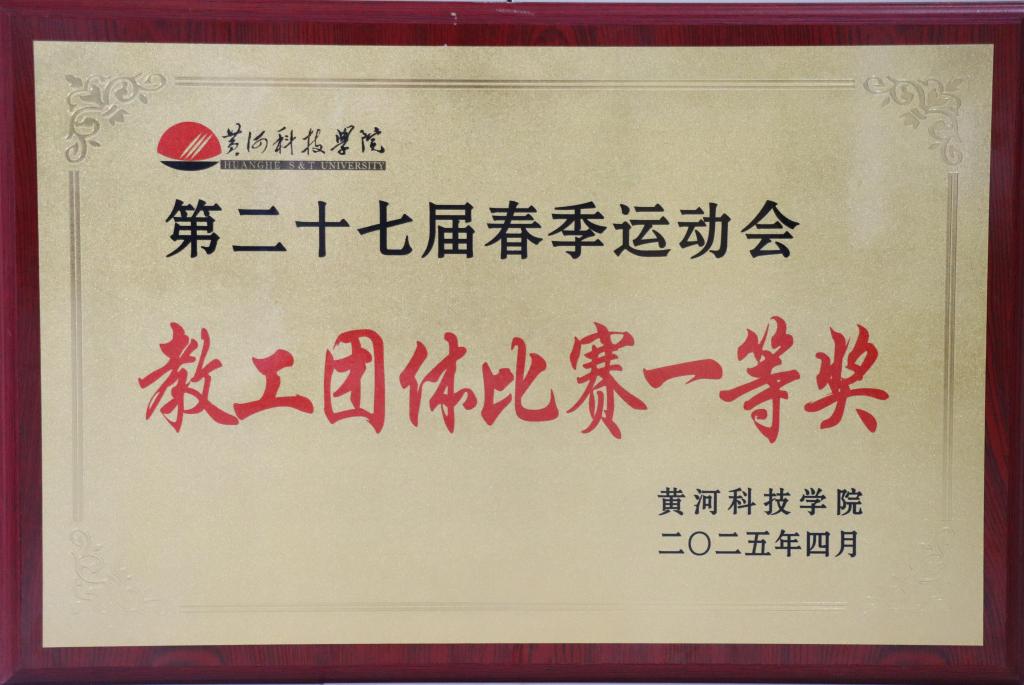 黄河科技学院
HUANGHE S&T UNIVERSITY
第二十七届春季运动会
教工团体比赛一等奖
黄河科技学院
二〇二五年四月